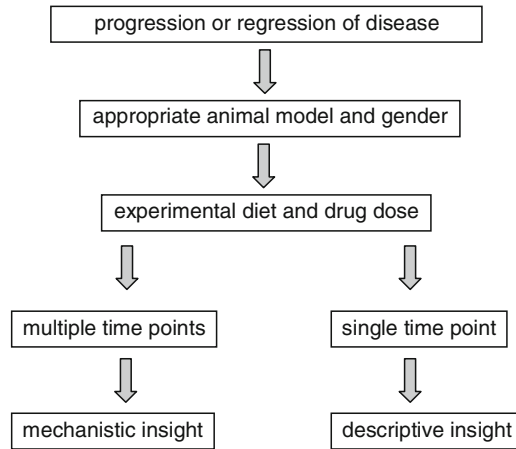 progression or regression of disease
appropriate animal model and gender
experimental diet and drug dose
multiple time points
single time point
mechanistic insight
descriptive insight